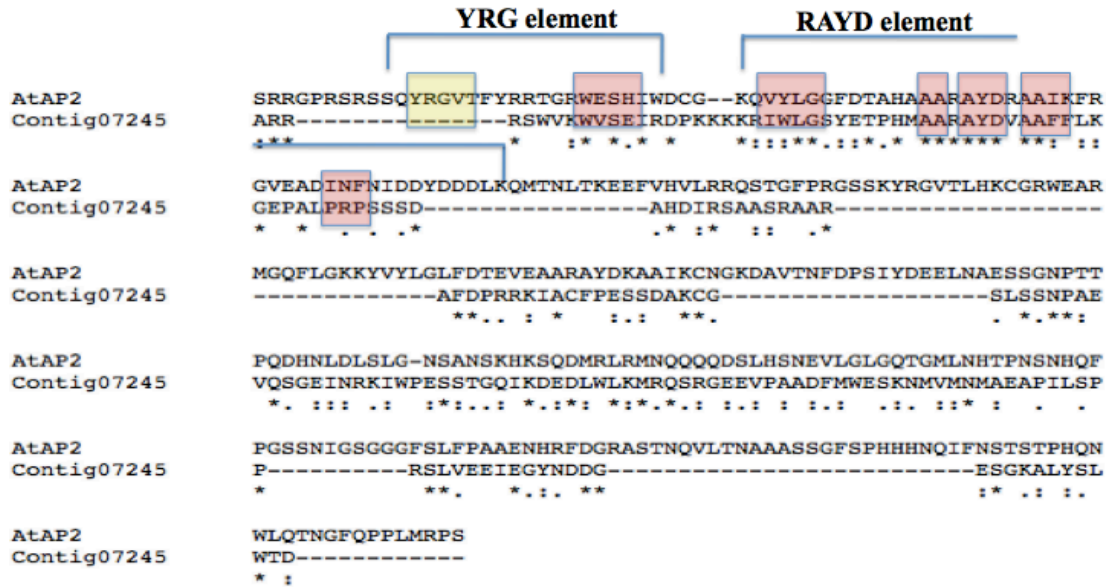 YRG element RAYD element
AtAP2 SRRGPRSRSSQYRGVTFYRRTGRWESHIWDCG--KQVYLGGFDTAHAAARAYDRAAIKFR
Contig07245 ARR----------------RSWVKWVSEIRDPKKKKRIWLGSYETPHMAARAYDVAAFFLK
:** * :* *.* * ::::**.:.* ****** **: ::
AtAP2 GVEADINFNIDDYDDDLKQMTNLTKEEFVHVLRRQSTGFPRGSSKYRGVTLHKCGRWEAR
Contig07245 GEPALPRPSSSD----------------AHDIRSAASRAAR-------------------
* * . . .* .* :* :: .*
AtAP2 MGQFLGKKYVYLGLFDTEVEAARAYDKAAIKCNGKDAVTNFDPSIYDEELNAESSGNPTT
Contig07245 -------------AFDPRRKIACFPESSDAKCG-------------------SLSSNPAE
**.. : * :.: **. . *.**:
AtAP2 PQDHNLDLSLG-NSANSKHKSQDMRLRMNQQQQDSLHSNEVLGLGQTGMLNHTPNSNHQF
Contig07245 VQSGEINRKIWPESSTGQIKDEDLWLKMRQSRGEEVPAADFMWESKNMVMNMAEAPILSP
*. ::: .: :*:.: *.:*: *:*.*.: :.: : :.: .:. ::* : . .
AtAP2 PGSSNIGSGGGFSLFPAAENHRFDGRASTNQVLTNAAASSGFSPHHHNQIFNSTSTPHQN
Contig07245 P----------RSLVEEIEGYNDDG--------------------------ESGKALYSL
* **. *.:. ** :* .: :.
AtAP2 WLQTNGFQPPLMRPS
Contig07245 WTD------------
* :